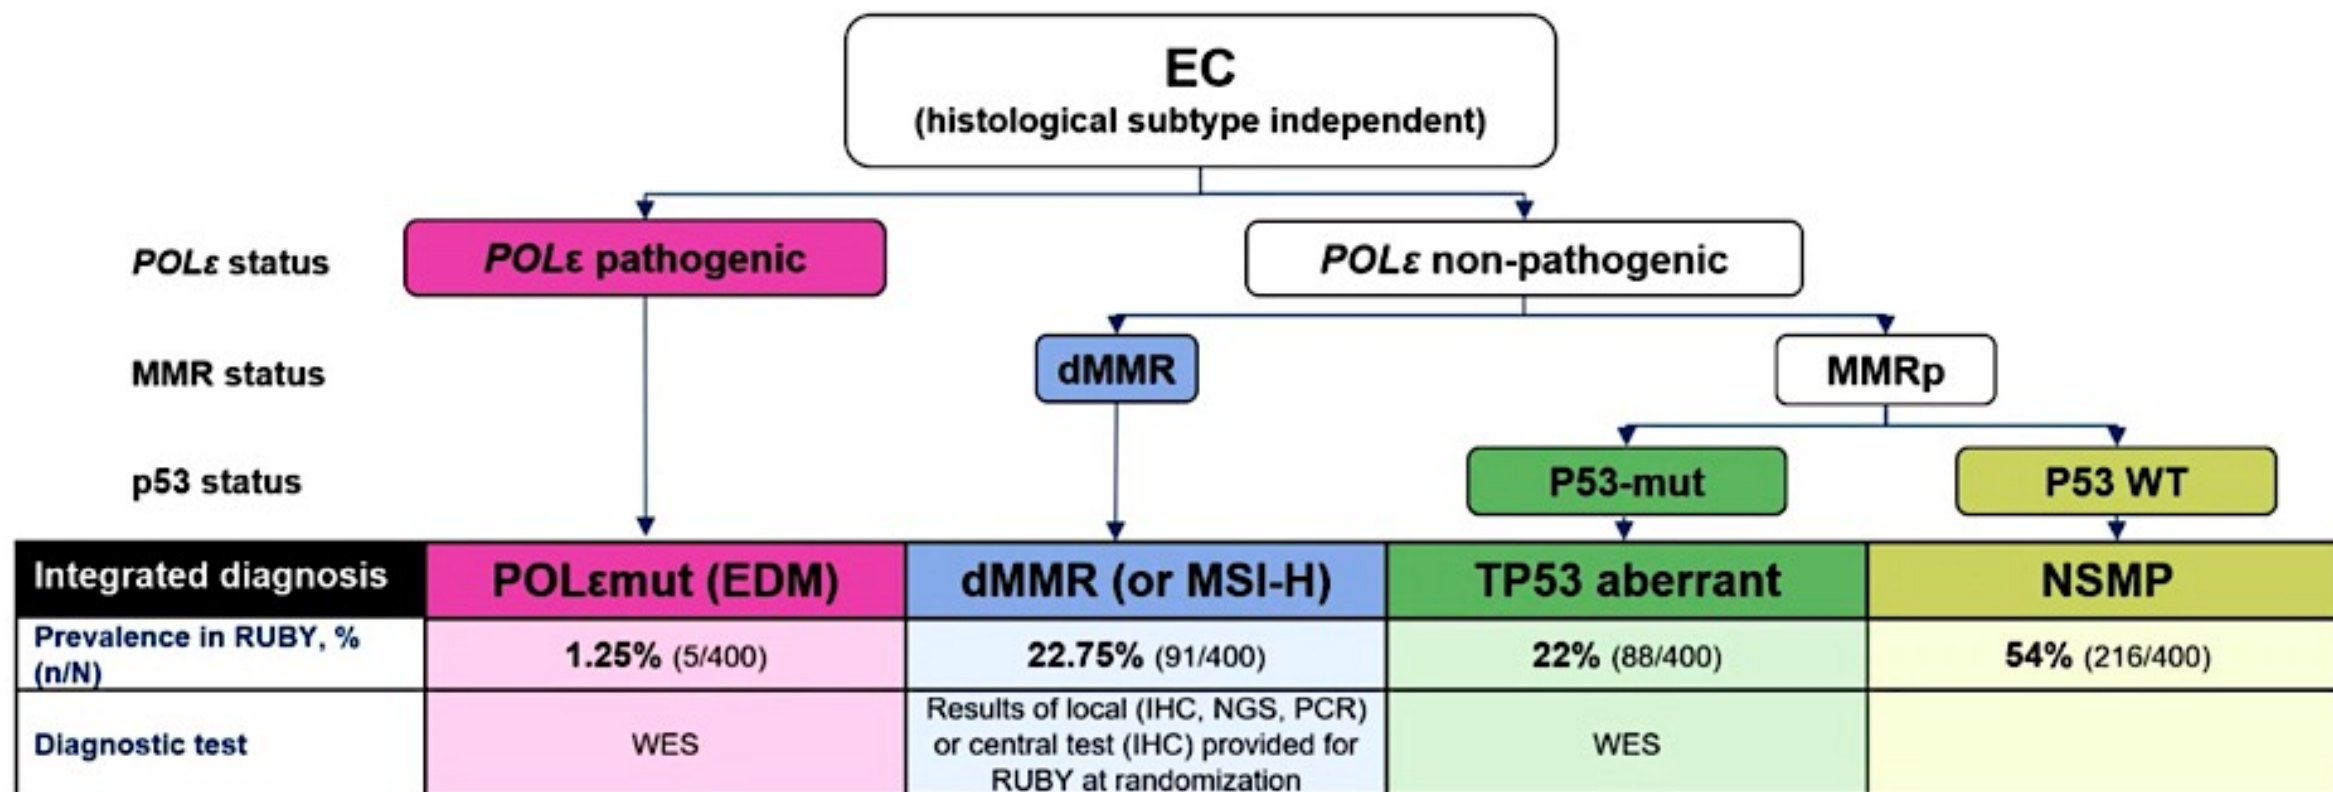 EC
(histological subtype independent)
POLε status
POLε pathogenic
POLε non-pathogenic
MMR status
dMMR
MMRp
p53 status
P53-mut
P53 WT
Integrated diagnosis
POLεmut (EDM)
dMMR (or MSI-H)
TP53 aberrant
NSMP
Prevalence in RUBY, %
(n/N)
1.25% (5/400)
22.75% (91/400)
22% (88/400)
54% (216/400)
Diagnostic test
WES
Results of local (IHC, NGS, PCR)
or central test (IHC) provided for
RUBY at randomization
WES